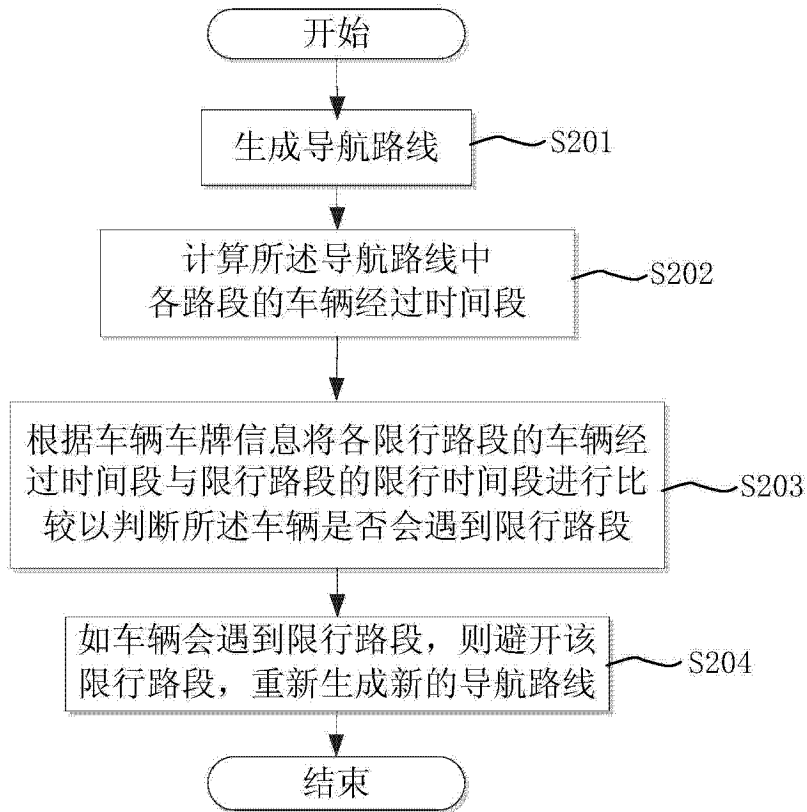 开始
生成导航路线
S201
计算所述导航路线中
各路段的车辆经过时间段
S202
根据车辆车牌信息将各限行路段的车辆经
过时间段与限行路段的限行时间段进行比
较以判断所述车辆是否会遇到限行路段
S203
如车辆会遇到限行路段，则避开该
限行路段，重新生成新的导航路线
S204
结束